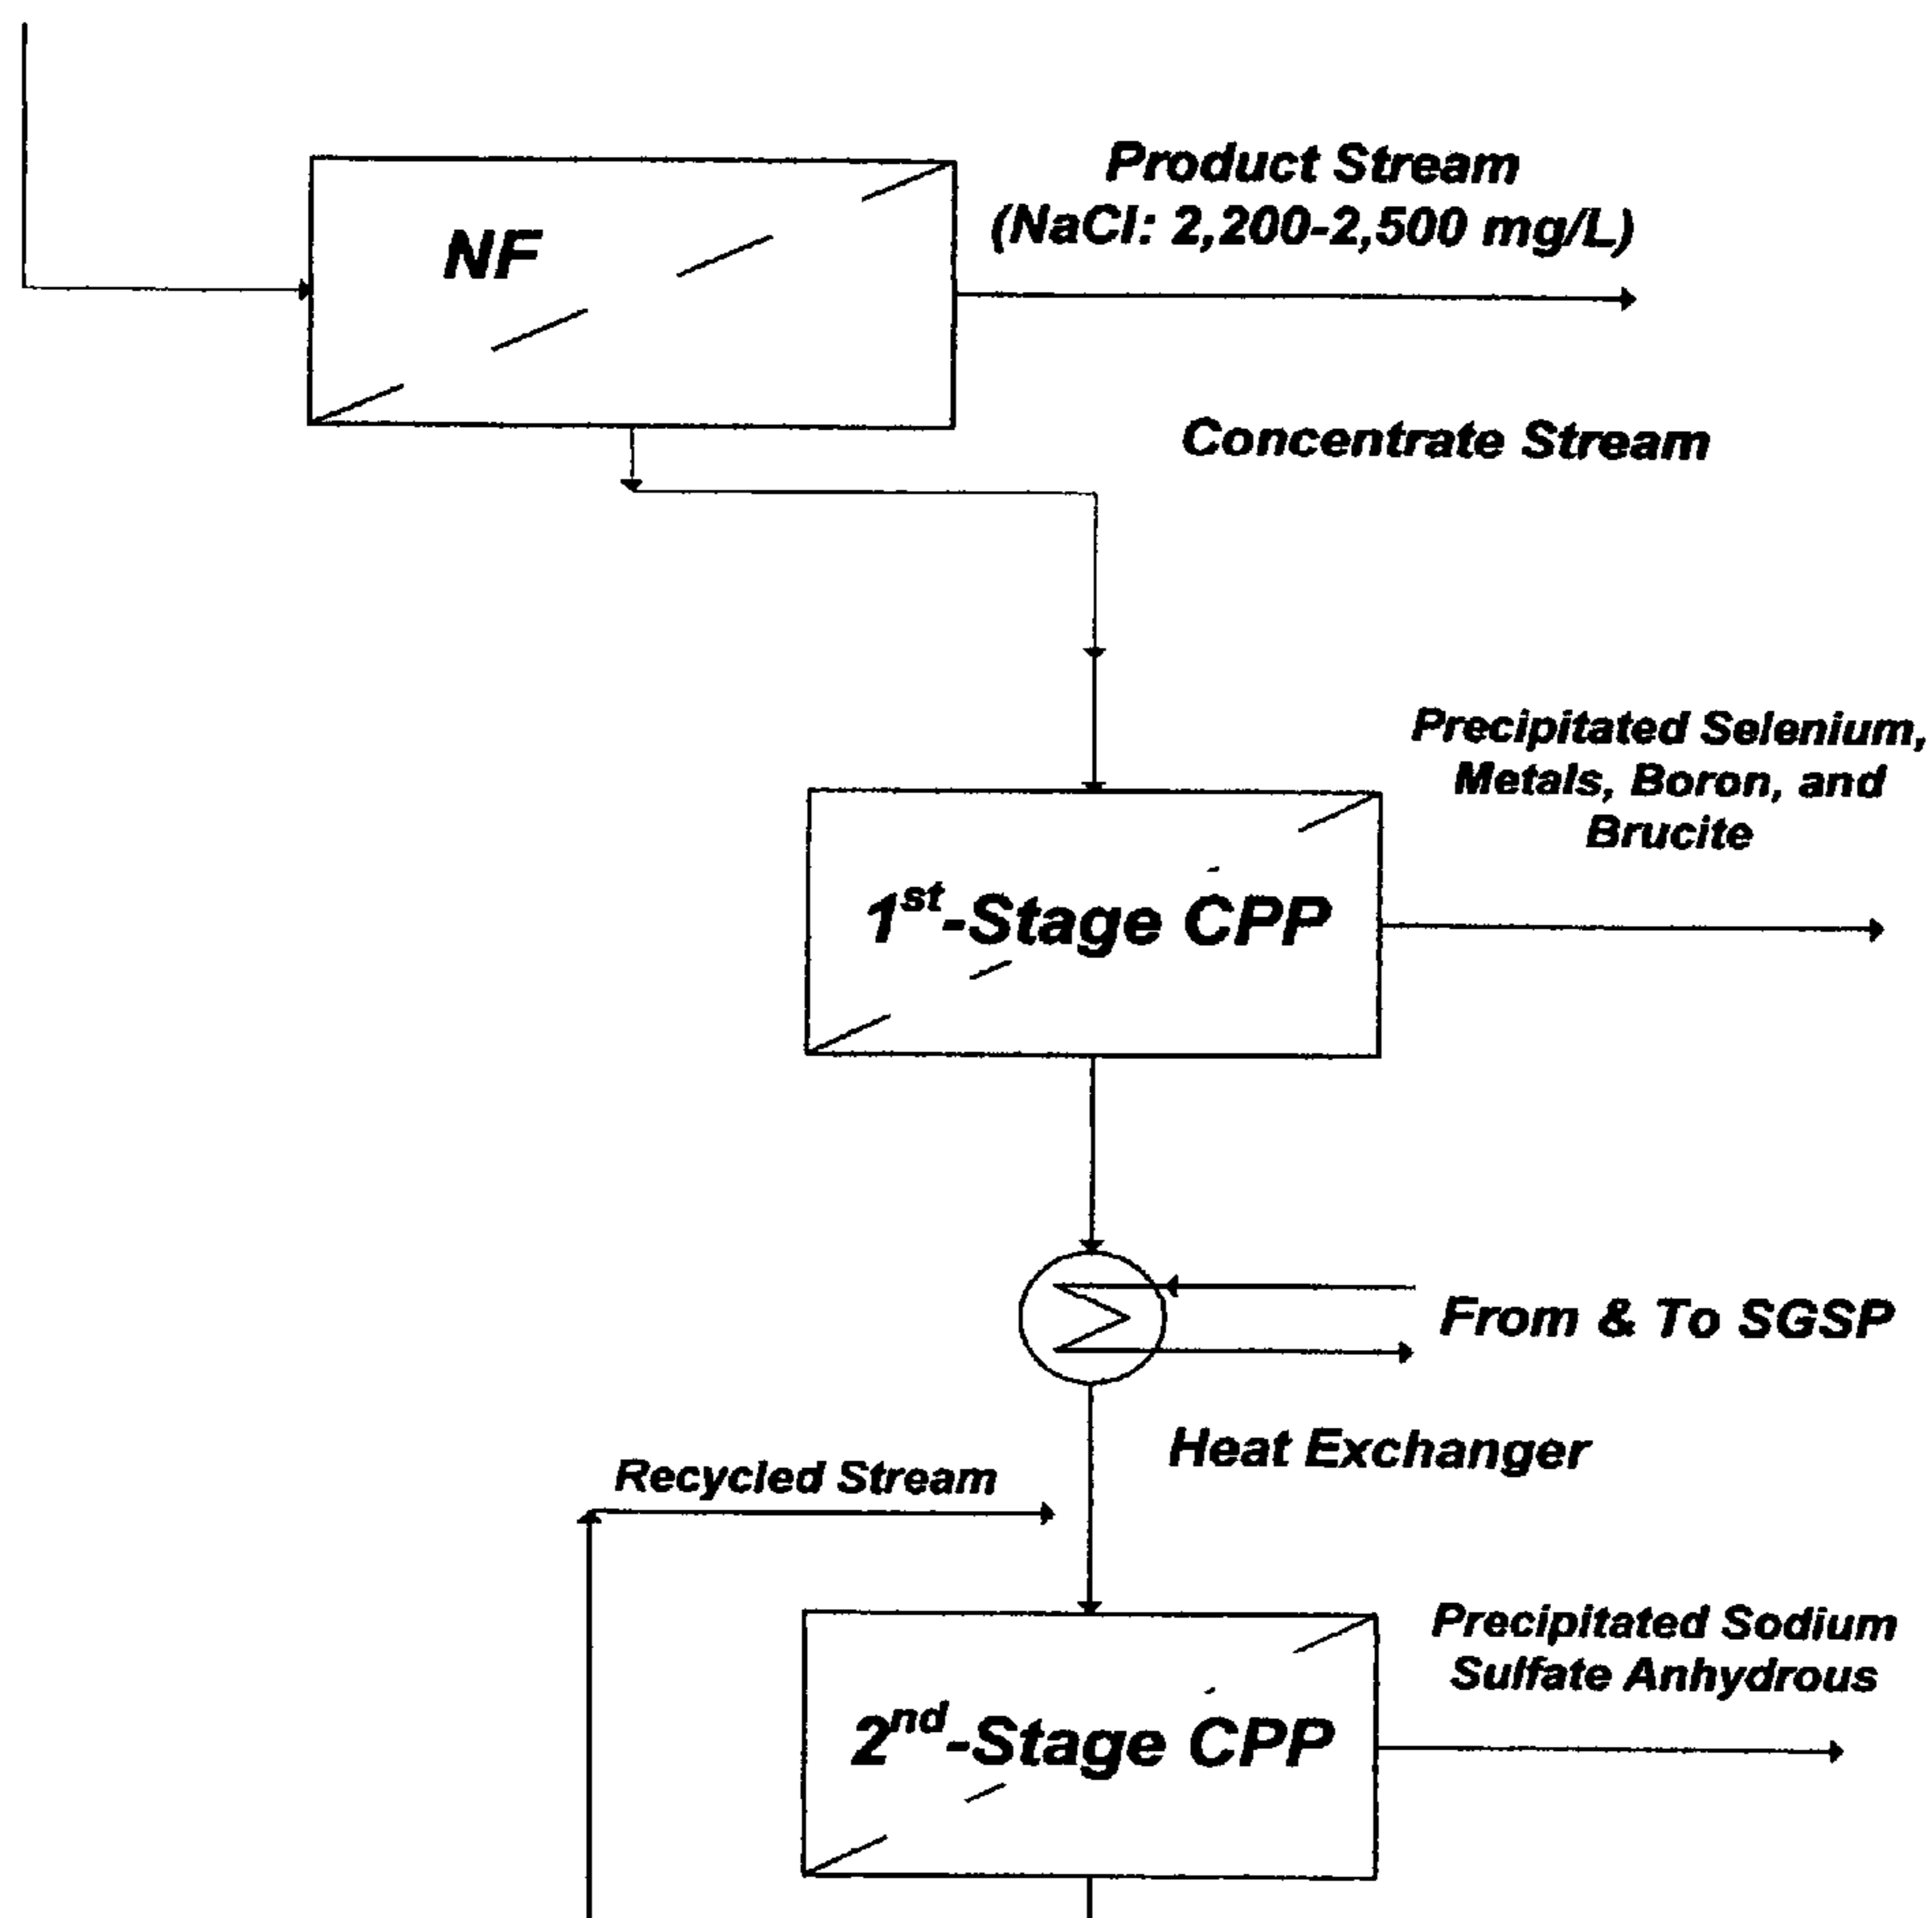 NF
Product Stream
(NaCl: 2,200-2,500 mg/L)
Concentrate Stream
Precipitated Selenium,
Metals, Boron, and
Brucite
1st-Stage CPP
From & To SGSP
Heat Exchanger
Recycled Stream
Precipitated Sodium
Sulfate Anhydrous
2nd-Stage CPP